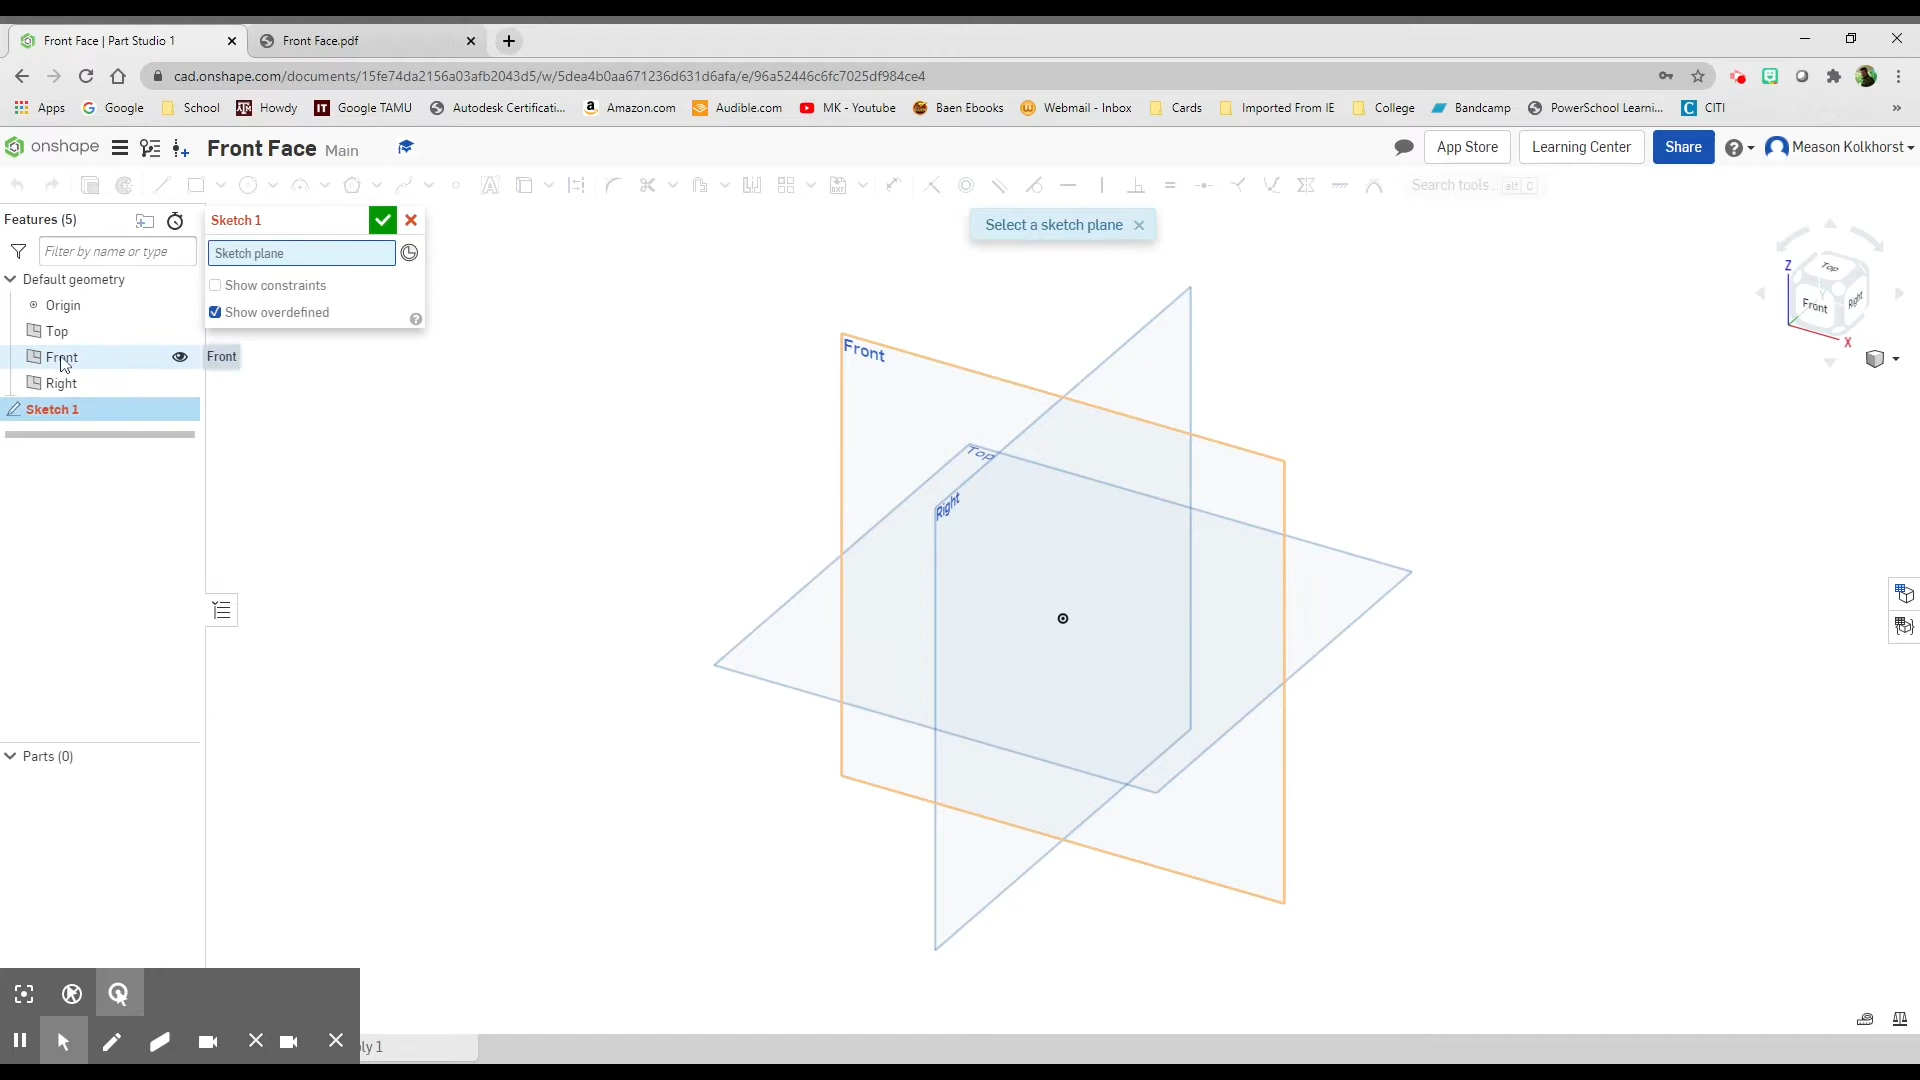 Front Face | Part Studio 1
Front Face.pdf
cad.onshape.com/documents/15fe74da2156a03afb2043d5/w/5dea4b0aa671236d631d6afa/e/96a52446c6fc7025df984ce4
Apps Google School Howdy Google TAMU Autodesk Certificati... Amazon.com Audible.com MK - Youtube Baen Ebooks Webmail - Inbox Cards Imported From IE College Bandcamp PowerSchool Learni... CITI »
onshape Front Face Main App Store Learning Center Share Measson Kolkhorst
Search tools... alt C
Features (5)
Sketch 1
Select a sketch plane
Filter by name or type
Sketch plane
Default geometry
Show constraints
Origin
Show overdefined
Top
Front
Front
Right
Sketch 1
Front
Top
Right
Z
Top
Front
Right
Y
X
Parts (0)
ly 1